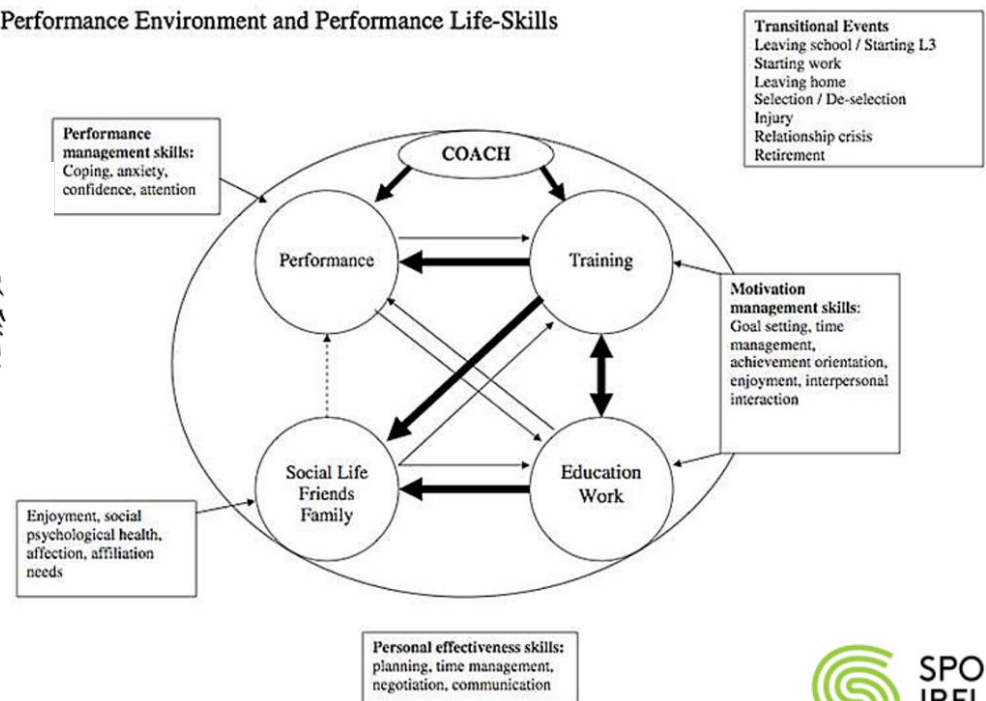 Performance Environment and Performance Life-Skills
Transitional Events
Leaving school / Starting L3
Starting work
Leaving home
Selection / De-selection
Injury
Relationship crisis
Retirement
Performance
management skills:
Coping, anxiety,
confidence, attention
COACH
Performance
Training
Motivation
management skills:
Goal setting, time
management,
achievement orientation,
enjoyment, interpersonal
interaction
Social Life
Friends
Family
Education
Work
Enjoyment, social
psychological health,
affection, affiliation
needs
Personal effectiveness skills:
planning, time management,
negotiation, communication
SPO